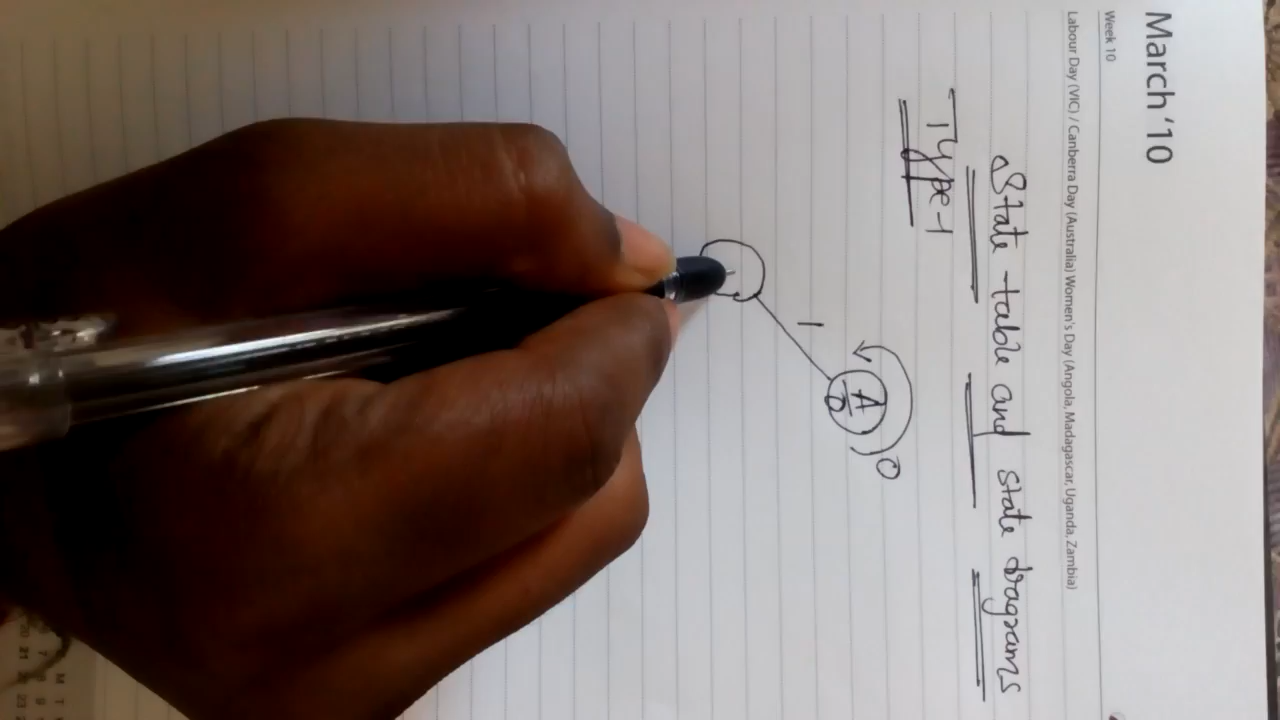 March '10
Week 10
Labour Day (VIC) / Canberra Day (Australia) Women's Day (Angola, Madagascar, Uganda, Zambia)
State table and state diagrams
Type-1
0
A
0
1